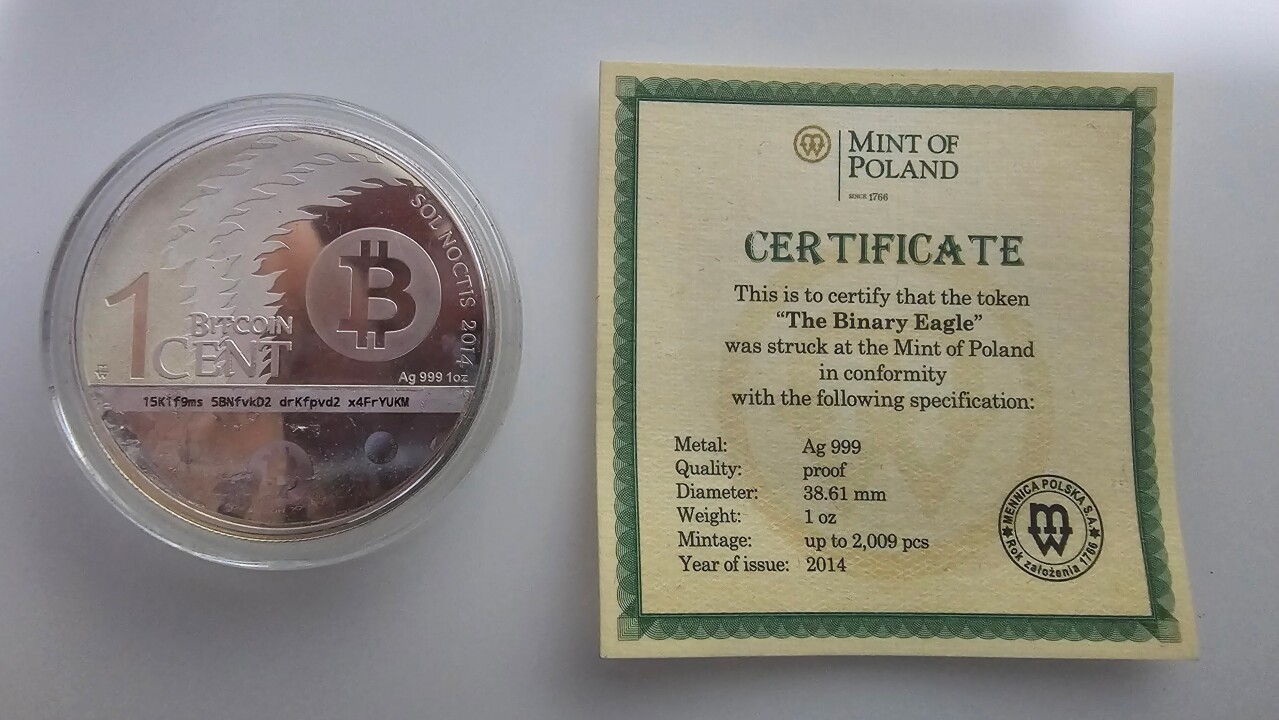 SOL NOCTIS 2014
1
BITCOIN
CENT
Ag 999 1oz
15Kif9ms 5BNfvkD2 drKfpvd2 x4FrYUKM
MINT OF
POLAND
SINCE 1766
CERTIFICATE
This is to certify that the token
“The Binary Eagle”
was struck at the Mint of Poland
in conformity
with the following specification:
Metal: Ag 999
Quality: proof
Diameter: 38.61 mm
Weight: 1 oz
Mintage: up to 2,009 pcs
Year of issue: 2014
MENNICA POLSKA S.A.
Rok założenia 1766